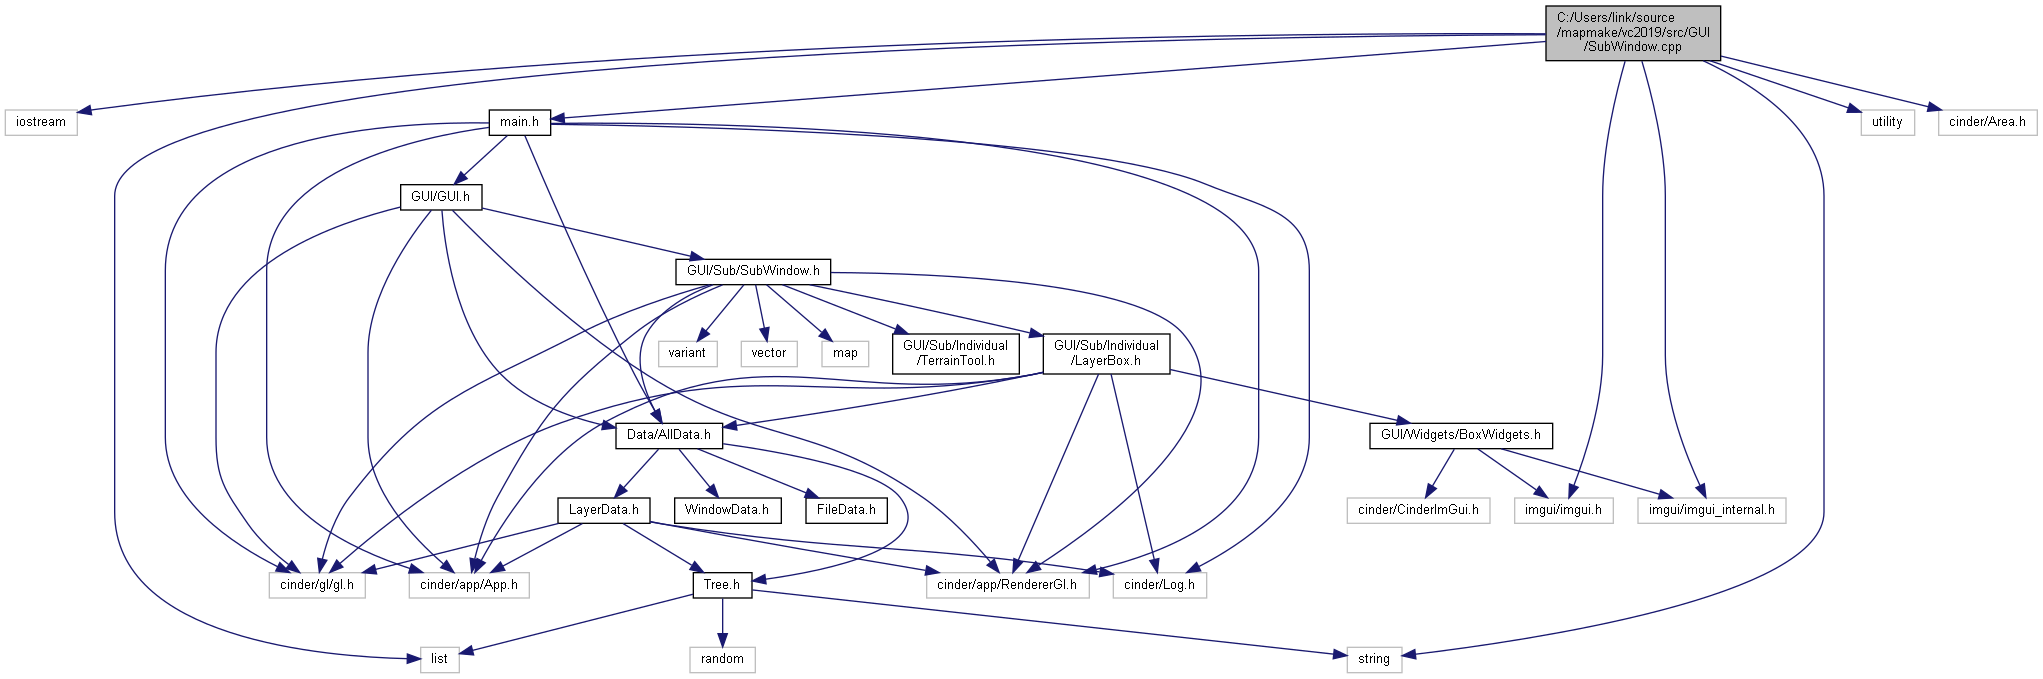 C:/Users/link/source
/mapmake/vc2019/src/GUI
/SubWindow.cpp
iostream
main.h
utility
cinder/Area.h
GUI/GUI.h
GUI/Sub/SubWindow.h
variant
vector
map
GUI/Sub/Individual
/TerrainTool.h
GUI/Sub/Individual
/LayerBox.h
Data/AllData.h
GUI/Widgets/BoxWidgets.h
LayerData.h
WindowData.h
FileData.h
cinder/CinderImGui.h
imgui/imgui.h
imgui/imgui_internal.h
cinder/gl/gl.h
cinder/app/App.h
Tree.h
cinder/app/RendererGl.h
cinder/Log.h
list
random
string